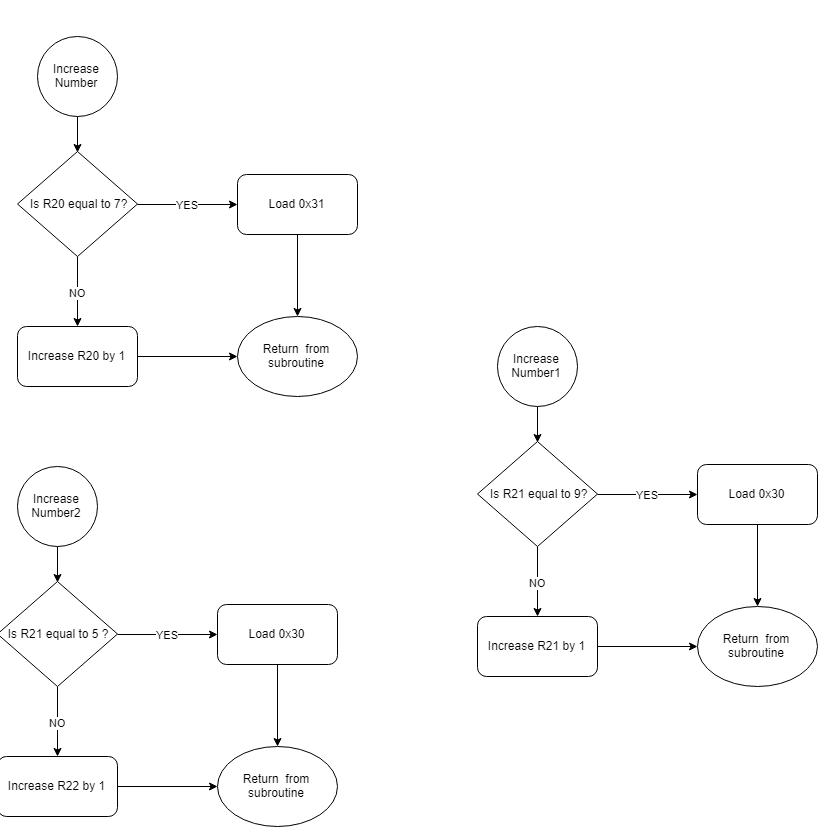 Increase
Number
Is R20 equal to 7?
YES
Load 0x31
NO
Increase R20 by 1
Return  from
subroutine
Increase
Number1
Is R21 equal to 9?
YES
Load 0x30
NO
Increase R21 by 1
Return  from
subroutine
Increase
Number2
Is R21 equal to 5 ?
YES
Load 0x30
NO
Increase R22 by 1
Return  from
subroutine